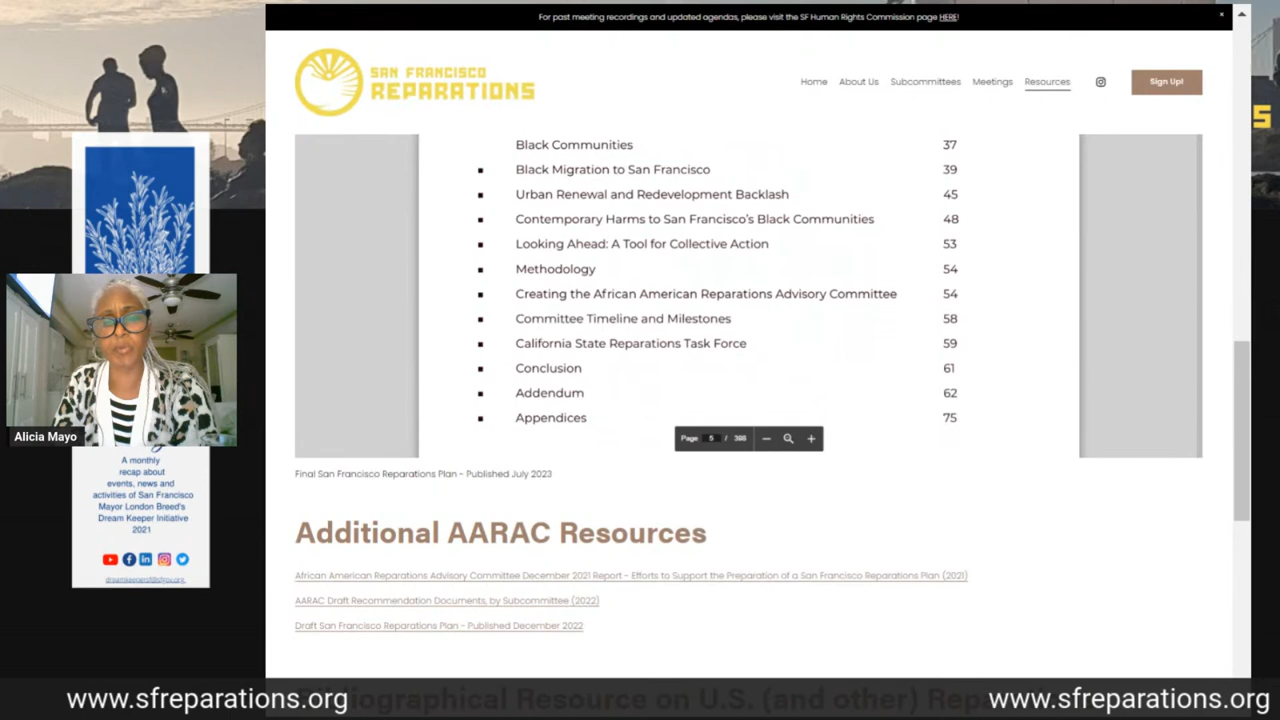 For past meeting recordings and updated agendas, please visit the SF Human Rights Commission page HERE!
×
SAN FRANCISCO
REPARATIONS
Home About Us Subcommittees Meetings Resources Sign Up!
S
Black Communities 37
▪ Black Migration to San Francisco 39
▪ Urban Renewal and Redevelopment Backlash 45
▪ Contemporary Harms to San Francisco's Black Communities 48
▪ Looking Ahead: A Tool for Collective Action 53
▪ Methodology 54
▪ Creating the African American Reparations Advisory Committee 54
▪ Committee Timeline and Milestones 58
▪ California State Reparations Task Force 59
▪ Conclusion 61
▪ Addendum 62
▪ Appendices 75
Page 5 / 398
Final San Francisco Reparations Plan - Published July 2023
Additional AARAC Resources
African American Reparations Advisory Committee December 2021 Report - Efforts to Support the Preparation of a San Francisco Reparations Plan (2021)
AARAC Draft Recommendation Documents, by Subcommittee (2022)
Draft San Francisco Reparations Plan - Published December 2022
Resource on U.S. (and other)
Alicia Mayo
A monthly
recap about
events, news and
activities of San Francisco
Mayor London Breed's
Dream Keeper Initiative
2021
www.sfreparations.org
www.sfreparations.org